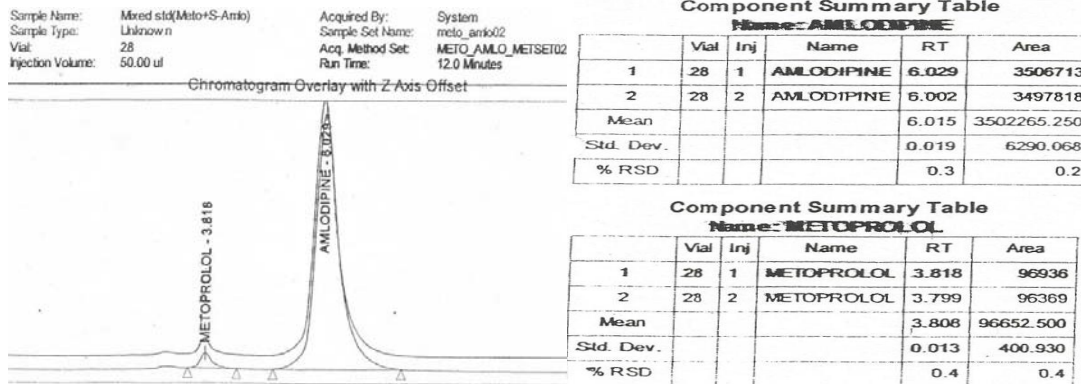 Sample Name: Mixed std(Meto+S-Amlo) Acquired By: System
Sample Type: Unknown Sample Set Name: meto_amlo02
Vial: 28 Acq. Method Set: METO_AMLO_METSET02
Injection Volume: 50.00 ul Run Time: 12.0 Minutes
Chromatogram Overlay with Z Axis Offset
METOPROLOL - 3.818
AMLODIPINE - 6.029
Component Summary Table
Name: AMLODIPINE
Vial Inj Name RT Area
1 28 1 AMLODIPINE 6.029 3506713
2 28 2 AMLODIPINE 6.002 3497818
Mean 6.015 3502265.250
Std. Dev. 0.019 6290.068
% RSD 0.3 0.2
Component Summary Table
Name: METOPROLOL
Vial Inj Name RT Area
1 28 1 METOPROLOL 3.818 96936
2 28 2 METOPROLOL 3.799 96369
Mean 3.808 96652.500
Std. Dev. 0.013 400.930
% RSD 0.4 0.4